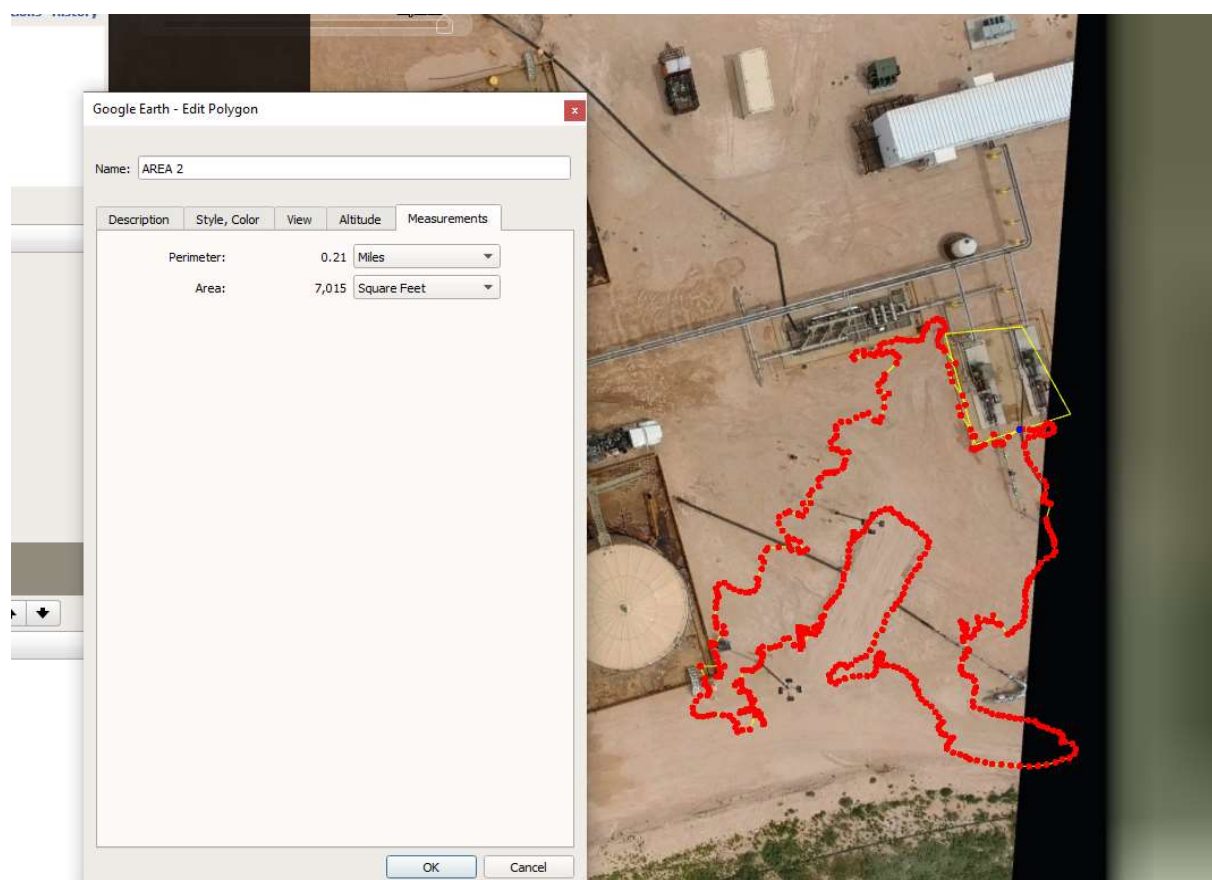 History
Google Earth - Edit Polygon
x
Name: AREA 2
Description Style, Color View Altitude Measurements
Perimeter: 0.21 Miles
Area: 7,015 Square Feet
OK Cancel